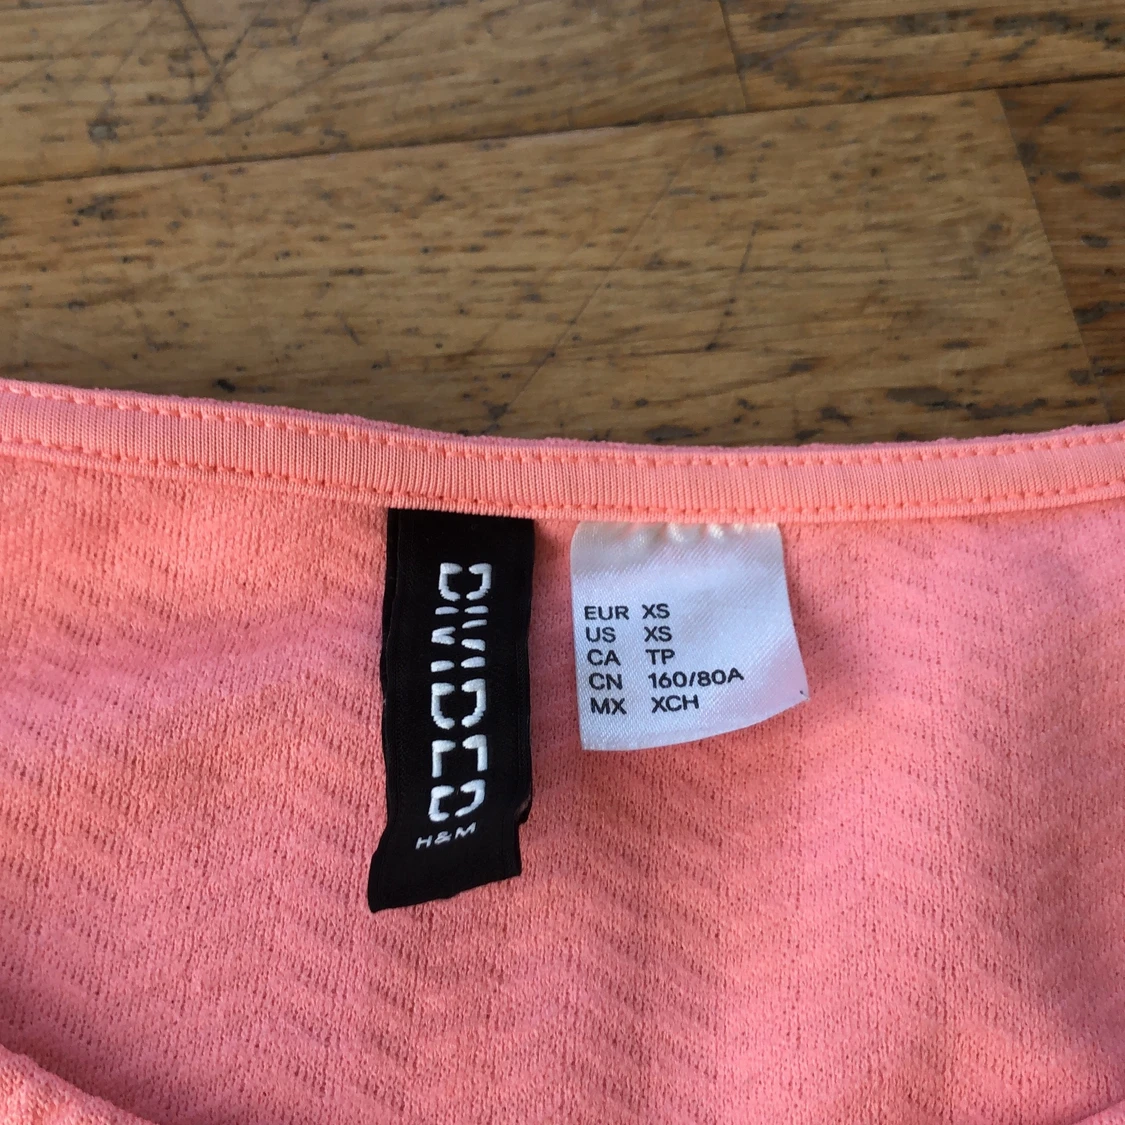 DIVIDED
H&M
EUR XS
US XS
CA TP
CN 160/80A
MX XCH